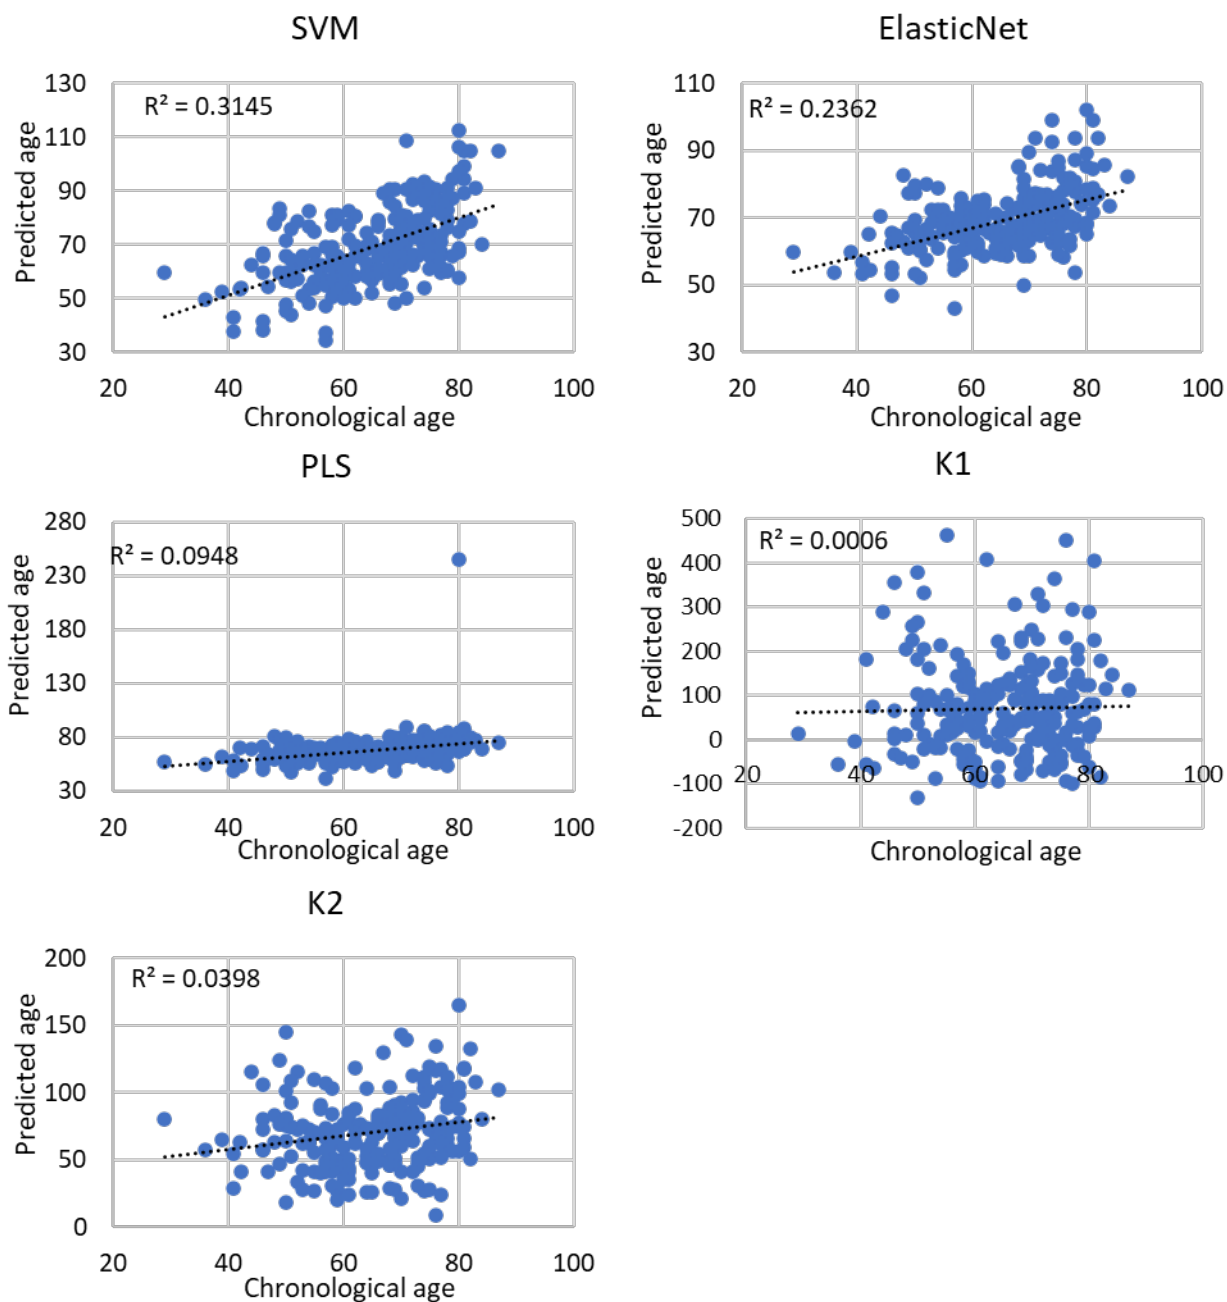 SVM
R² = 0.3145
Predicted age
130
110
90
70
50
30
20 40 60 80 100
Chronological age
ElasticNet
R² = 0.2362
Predicted age
110
90
70
50
30
20 40 60 80 100
Chronological age
PLS
R² = 0.0948
Predicted age
280
230
180
130
80
30
20 40 60 80 100
Chronological age
K1
R² = 0.0006
Predicted age
500
400
300
200
100
0
-100
-200
20 40 60 80 100
Chronological age
K2
R² = 0.0398
Predicted age
200
150
100
50
0
20 40 60 80 100
Chronological age